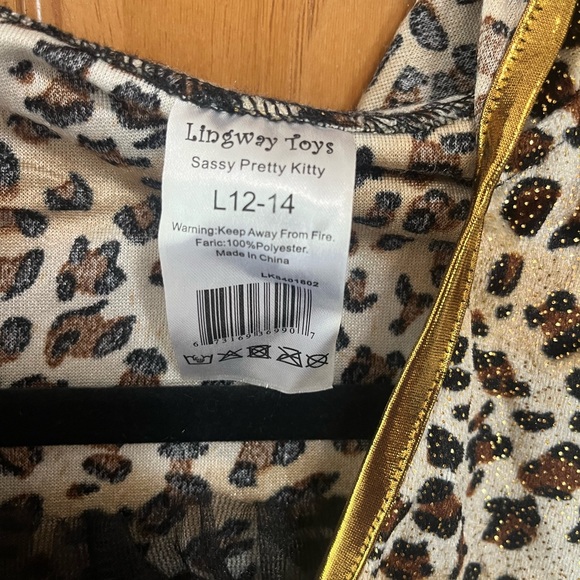 Lingway Toys
Sassy Pretty Kitty
L12-14
Warning:Keep Away From Fire.
Faric:100%Polyester.
Made In China